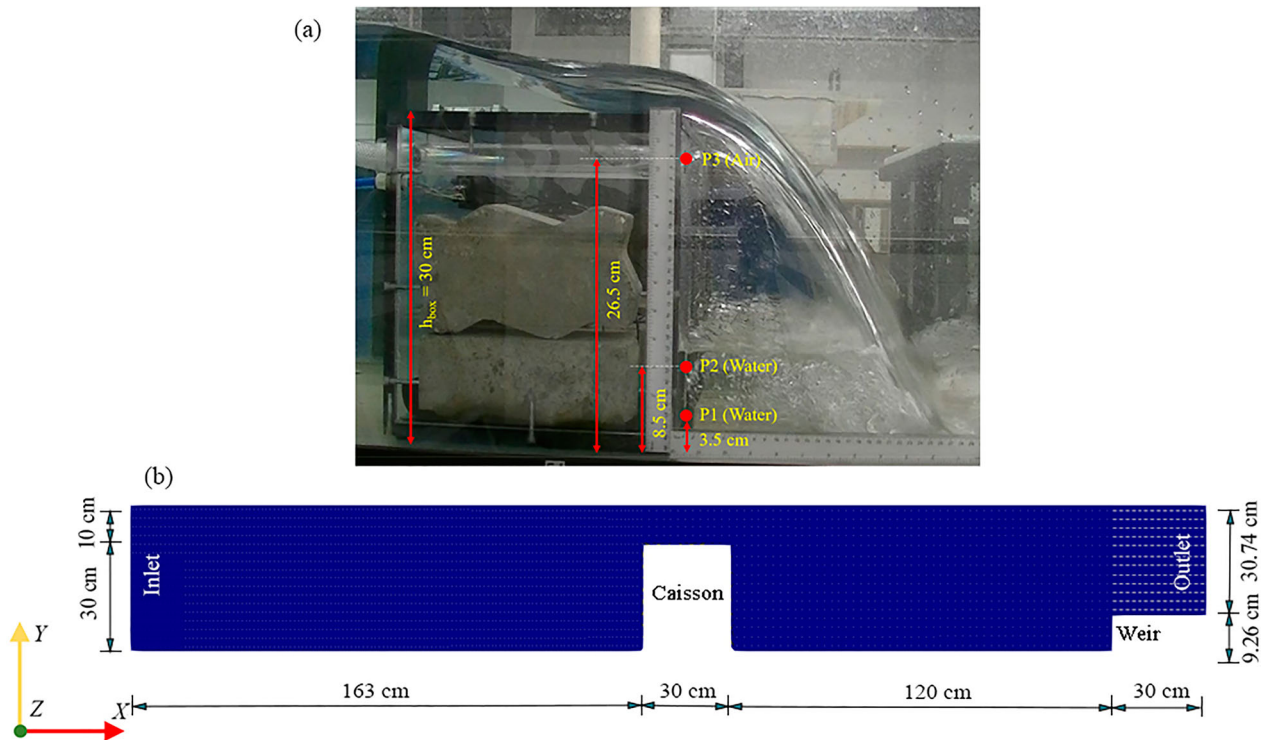 (a)
P3 (Air)
h_box = 30 cm
26.5 cm
P2 (Water)
8.5 cm
P1 (Water)
3.5 cm
(b)
10 cm
30 cm
Inlet
Caisson
Outlet
Weir
30.74 cm
9.26 cm
Y
Z
X
163 cm
30 cm
120 cm
30 cm